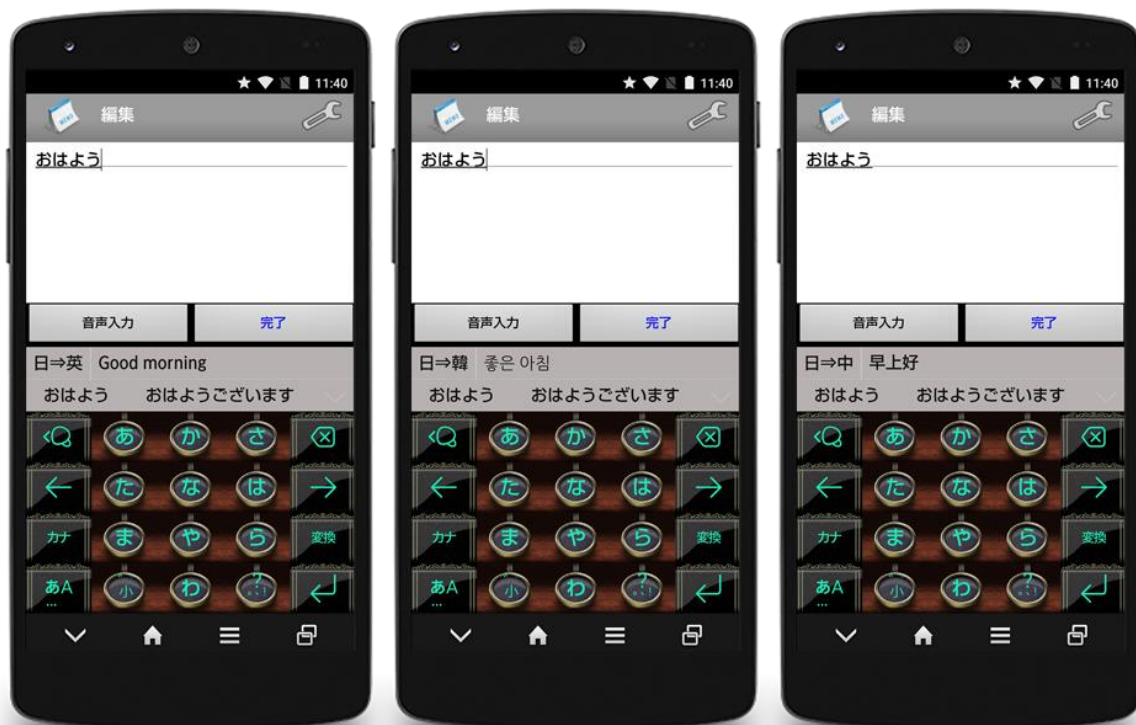 11:40
MEMO 編集
おはよう
音声入力 完了
日⇒英 Good morning
おはよう おはようございます
あ か さ
た な は
カナ ま や ら 変換
あA 小 わ ?
...
11:40
MEMO 編集
おはよう
音声入力 完了
日⇒韓 좋은 아침
おはよう おはようございます
あ か さ
た な は
カナ ま や ら 変換
あA 小 わ ?
...
11:40
MEMO 編集
おはよう
音声入力 完了
日⇒中 早上好
おはよう おはようございます
あ か さ
た な は
カナ ま や ら 変換
あA 小 わ ?
...